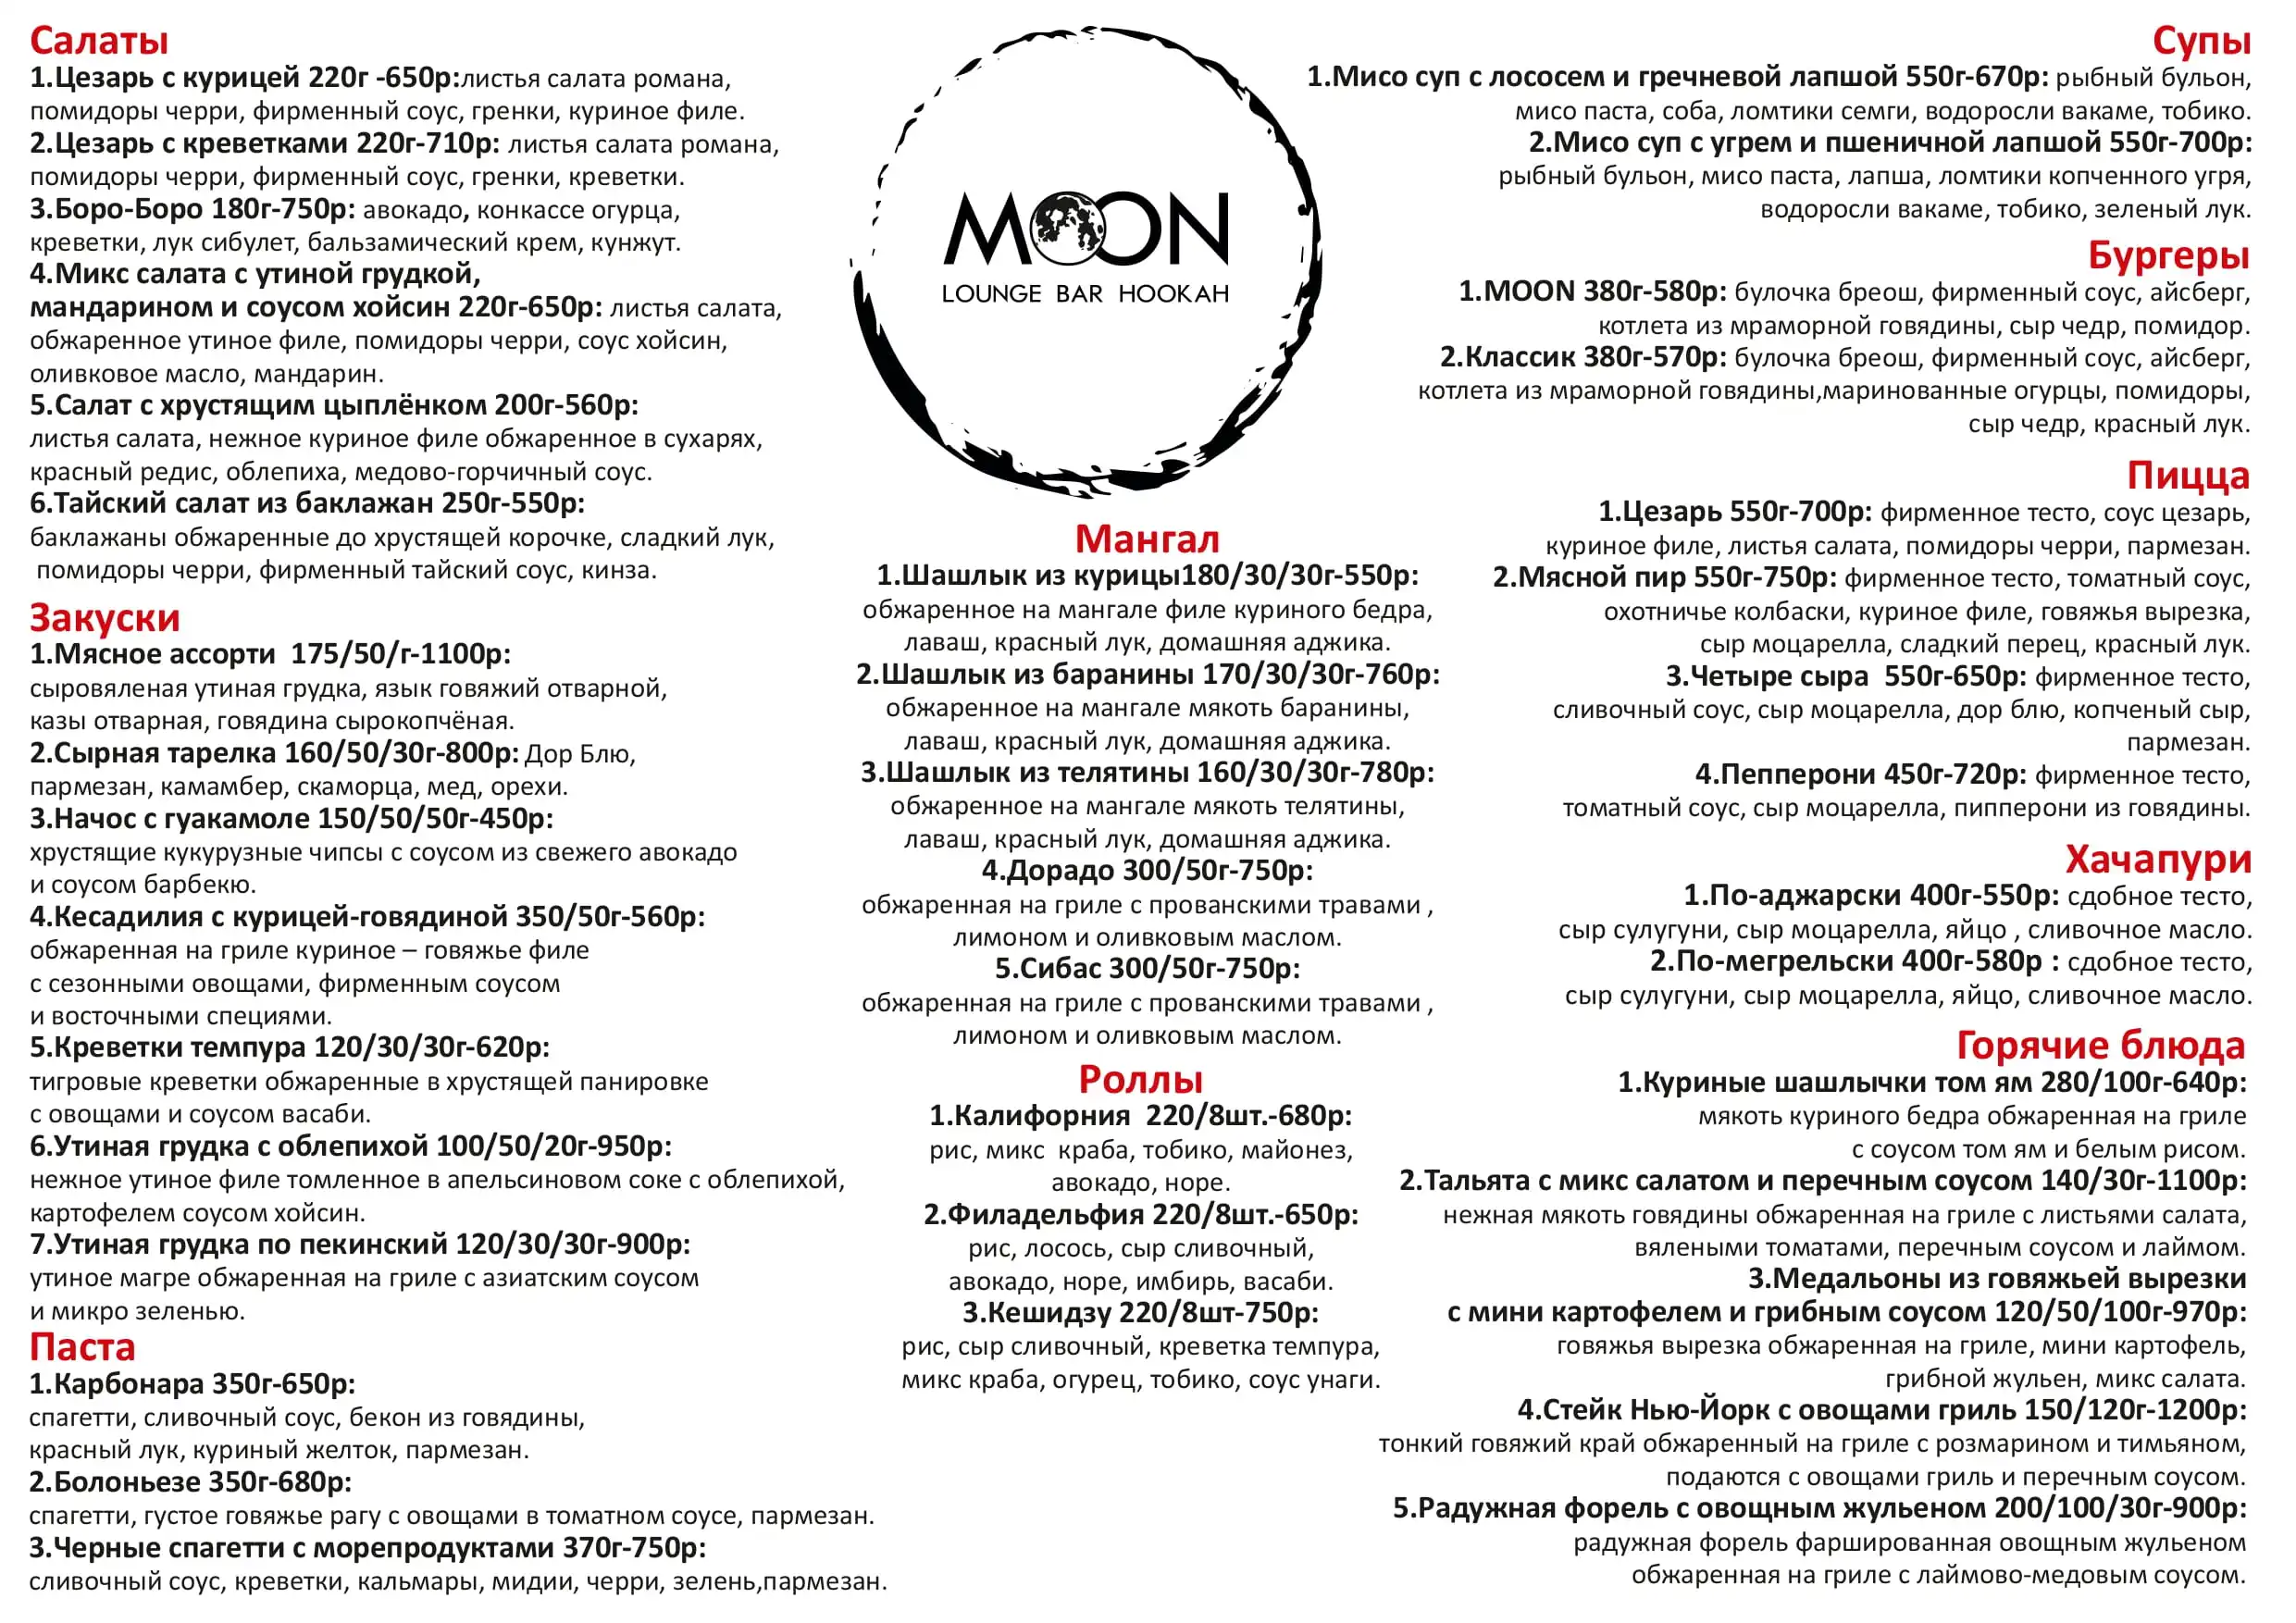 Салаты
1.Цезарь с курицей 220г -650р:листья салата романа,
помидоры черри, фирменный соус, гренки, куриное филе.
2.Цезарь с креветками 220г-710р: листья салата романа,
помидоры черри, фирменный соус, гренки, креветки.
3.Боро-Боро 180г-750р: авокадо, конкассе огурца,
креветки, лук сибулет, бальзамический крем, кунжут.
4.Микс салата с утиной грудкой,
мандарином и соусом хойсин 220г-650р: листья салата,
обжаренное утиное филе, помидоры черри, соус хойсин,
оливковое масло, мандарин.
5.Салат с хрустящим цыплёнком 200г-560р:
листья салата, нежное куриное филе обжаренное в сухарях,
красный редис, облепиха, медово-горчичный соус.
6.Тайский салат из баклажан 250г-550р:
баклажаны обжаренные до хрустящей корочке, сладкий лук,
помидоры черри, фирменный тайский соус, кинза.
Закуски
1.Мясное ассорти 175/50/г-1100р:
сыровяленая утиная грудка, язык говяжий отварной,
казы отварная, говядина сырокопчёная.
2.Сырная тарелка 160/50/30г-800р: Дор Блю,
пармезан, камамбер, скаморца, мед, орехи.
3.Начос с гуакамоле 150/50/50г-450р:
хрустящие кукурузные чипсы с соусом из свежего авокадо
и соусом барбекю.
4.Кесадилия с курицей-говядиной 350/50г-560р:
обжаренная на гриле куриное – говяжье филе
с сезонными овощами, фирменным соусом
и восточными специями.
5.Креветки темпура 120/30/30г-620р:
тигровые креветки обжаренные в хрустящей панировке
с овощами и соусом васаби.
6.Утиная грудка с облепихой 100/50/20г-950р:
нежное утиное филе томленное в апельсиновом соке с облепихой,
картофелем соусом хойсин.
7.Утиная грудка по пекинский 120/30/30г-900р:
утиное магре обжаренная на гриле с азиатским соусом
и микро зеленью.
Паста
1.Карбонара 350г-650р:
спагетти, сливочный соус, бекон из говядины,
красный лук, куриный желток, пармезан.
2.Болоньезе 350г-680р:
спагетти, густое говяжье рагу с овощами в томатном соусе, пармезан.
3.Черные спагетти с морепродуктами 370г-750р:
сливочный соус, креветки, кальмары, мидии, черри, зелень,пармезан.
MOON
LOUNGE BAR HOOKAH
Мангал
1.Шашлык из курицы180/30/30г-550р:
обжаренное на мангале филе куриного бедра,
лаваш, красный лук, домашняя аджика.
2.Шашлык из баранины 170/30/30г-760р:
обжаренное на мангале мякоть баранины,
лаваш, красный лук, домашняя аджика.
3.Шашлык из телятины 160/30/30г-780р:
обжаренное на мангале мякоть телятины,
лаваш, красный лук, домашняя аджика.
4.Дорадо 300/50г-750р:
обжаренная на гриле с прованскими травами ,
лимоном и оливковым маслом.
5.Сибас 300/50г-750р:
обжаренная на гриле с прованскими травами ,
лимоном и оливковым маслом.
Роллы
1.Калифорния 220/8шт.-680р:
рис, микс краба, тобико, майонез,
авокадо, норе.
2.Филадельфия 220/8шт.-650р:
рис, лосось, сыр сливочный,
авокадо, норе, имбирь, васаби.
3.Кешидзу 220/8шт-750р:
рис, сыр сливочный, креветка темпура,
микс краба, огурец, тобико, соус унаги.
Супы
1.Мисо суп с лососем и гречневой лапшой 550г-670р: рыбный бульон,
мисо паста, соба, ломтики семги, водоросли вакаме, тобико.
2.Мисо суп с угрем и пшеничной лапшой 550г-700р:
рыбный бульон, мисо паста, лапша, ломтики копченного угря,
водоросли вакаме, тобико, зеленый лук.
Бургеры
1.MOON 380г-580р: булочка бреош, фирменный соус, айсберг,
котлета из мраморной говядины, сыр чедр, помидор.
2.Классик 380г-570р: булочка бреош, фирменный соус, айсберг,
котлета из мраморной говядины,маринованные огурцы, помидоры,
сыр чедр, красный лук.
Пицца
1.Цезарь 550г-700р: фирменное тесто, соус цезарь,
куриное филе, листья салата, помидоры черри, пармезан.
2.Мясной пир 550г-750р: фирменное тесто, томатный соус,
охотничье колбаски, куриное филе, говяжья вырезка,
сыр моцарелла, сладкий перец, красный лук.
3.Четыре сыра 550г-650р: фирменное тесто,
сливочный соус, сыр моцарелла, дор блю, копченый сыр,
пармезан.
4.Пепперони 450г-720р: фирменное тесто,
томатный соус, сыр моцарелла, пипперони из говядины.
Хачапури
1.По-аджарски 400г-550р: сдобное тесто,
сыр сулугуни, сыр моцарелла, яйцо , сливочное масло.
2.По-мегрельски 400г-580р : сдобное тесто,
сыр сулугуни, сыр моцарелла, яйцо, сливочное масло.
Горячие блюда
1.Куриные шашлычки том ям 280/100г-640р:
мякоть куриного бедра обжаренная на гриле
с соусом том ям и белым рисом.
2.Тальята с микс салатом и перечным соусом 140/30г-1100р:
нежная мякоть говядины обжаренная на гриле с листьями салата,
вялеными томатами, перечным соусом и лаймом.
3.Медальоны из говяжьей вырезки
с мини картофелем и грибным соусом 120/50/100г-970р:
говяжья вырезка обжаренная на гриле, мини картофель,
грибной жульен, микс салата.
4.Стейк Нью-Йорк с овощами гриль 150/120г-1200р:
тонкий говяжий край обжаренный на гриле с розмарином и тимьяном,
подаются с овощами гриль и перечным соусом.
5.Радужная форель с овощным жульеном 200/100/30г-900р:
радужная форель фаршированная овощным жульеном
обжаренная на гриле с лаймово-медовым соусом.